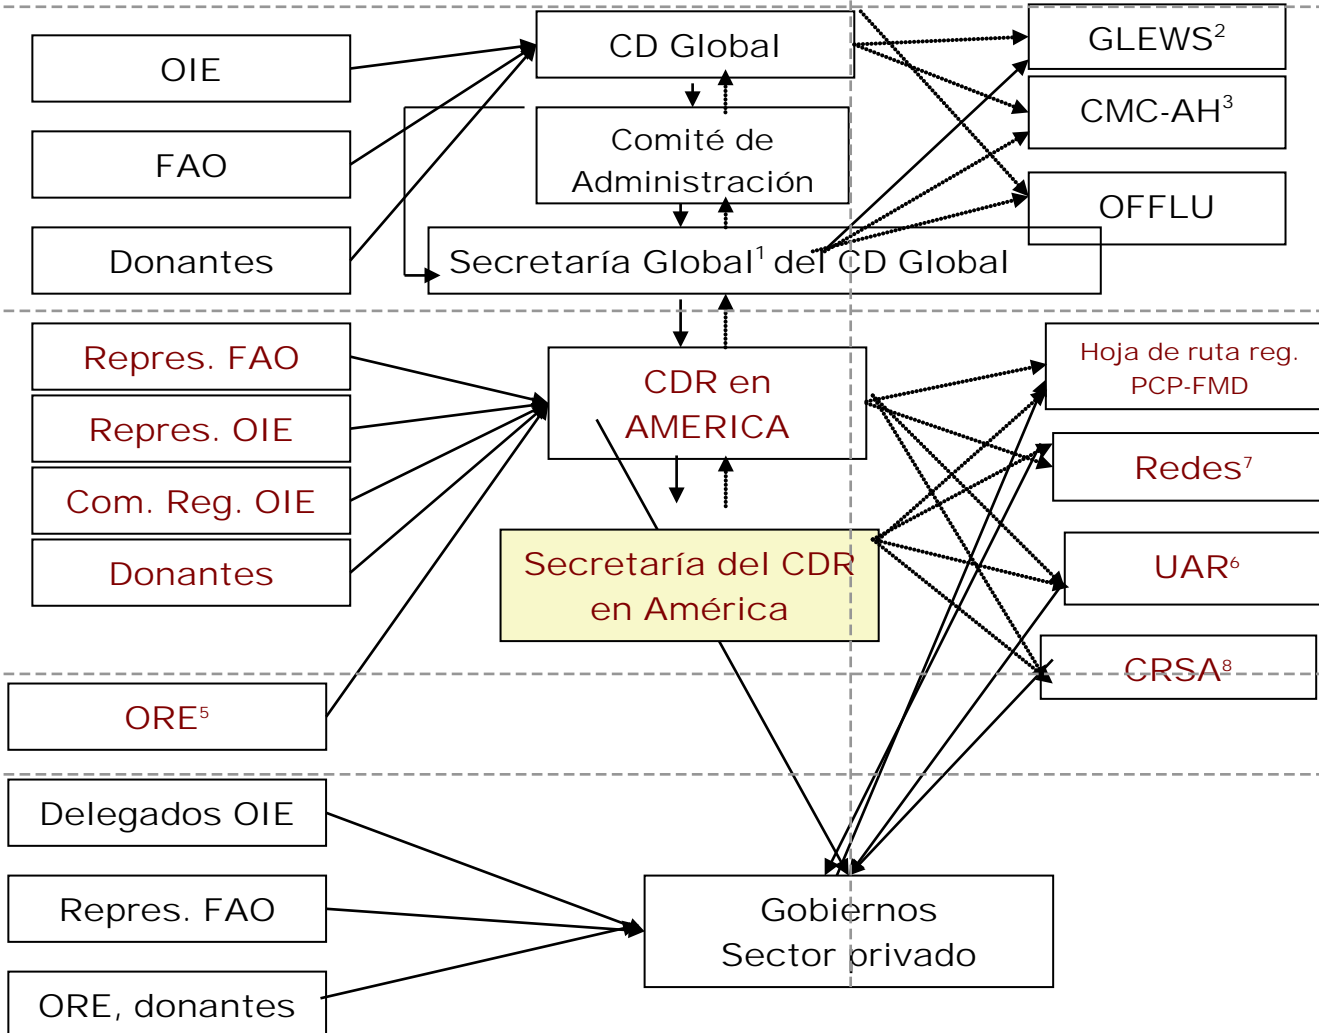 OIE
FAO
Donantes
CD Global
Comité de
Administración
Secretaría Global¹ del CD Global
GLEWS²
CMC-AH³
OFFLU
Repres. FAO
Repres. OIE
Com. Reg. OIE
Donantes
CDR en
AMERICA
Secretaría del CDR
en América
Hoja de ruta reg.
PCP-FMD
Redes⁷
UAR⁶
CRSA⁸
ORE⁵
Delegados OIE
Repres. FAO
ORE, donantes
Gobiernos
Sector privado